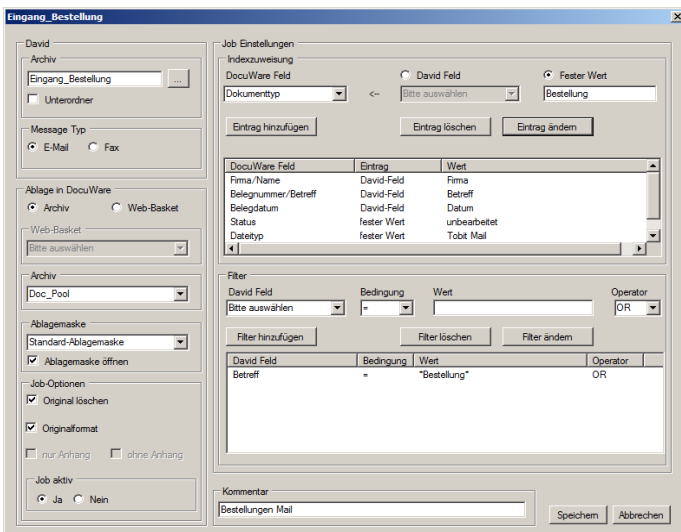 Eingang_Bestellung
David
Archiv
Eingang_Bestellung ...
Unterordner
Message Typ
E-Mail Fax
Ablage in DocuWare
Archiv Web-Basket
Web-Basket
Bitte auswählen
Archiv
Doc_Pool
Ablagemaske
Standard-Ablagemaske
Ablagemaske öffnen
Job-Optionen
Original löschen
Originalformat
nur Anhang ohne Anhang
Job aktiv
Ja Nein
Job Einstellungen
Indexzuweisung
DocuWare Feld David Feld Fester Wert
Dokumenttyp <-- Bitte auswählen Bestellung
Eintrag hinzufügen Eintrag löschen Eintrag ändern
DocuWare Feld Eintrag Wert
Firma/Name David-Feld Firma
Belegnummer/Betreff David-Feld Betreff
Belegdatum David-Feld Datum
Status fester Wert unbearbeitet
Dateityp fester Wert Tobit Mail
Filter
David Feld Bedingung Wert Operator
Bitte auswählen = OR
Filter hinzufügen Filter löschen Filter ändern
David Feld Bedingung Wert Operator
Betreff = "Bestellung" OR
Kommentar
Bestellungen Mail
Speichern Abbrechen